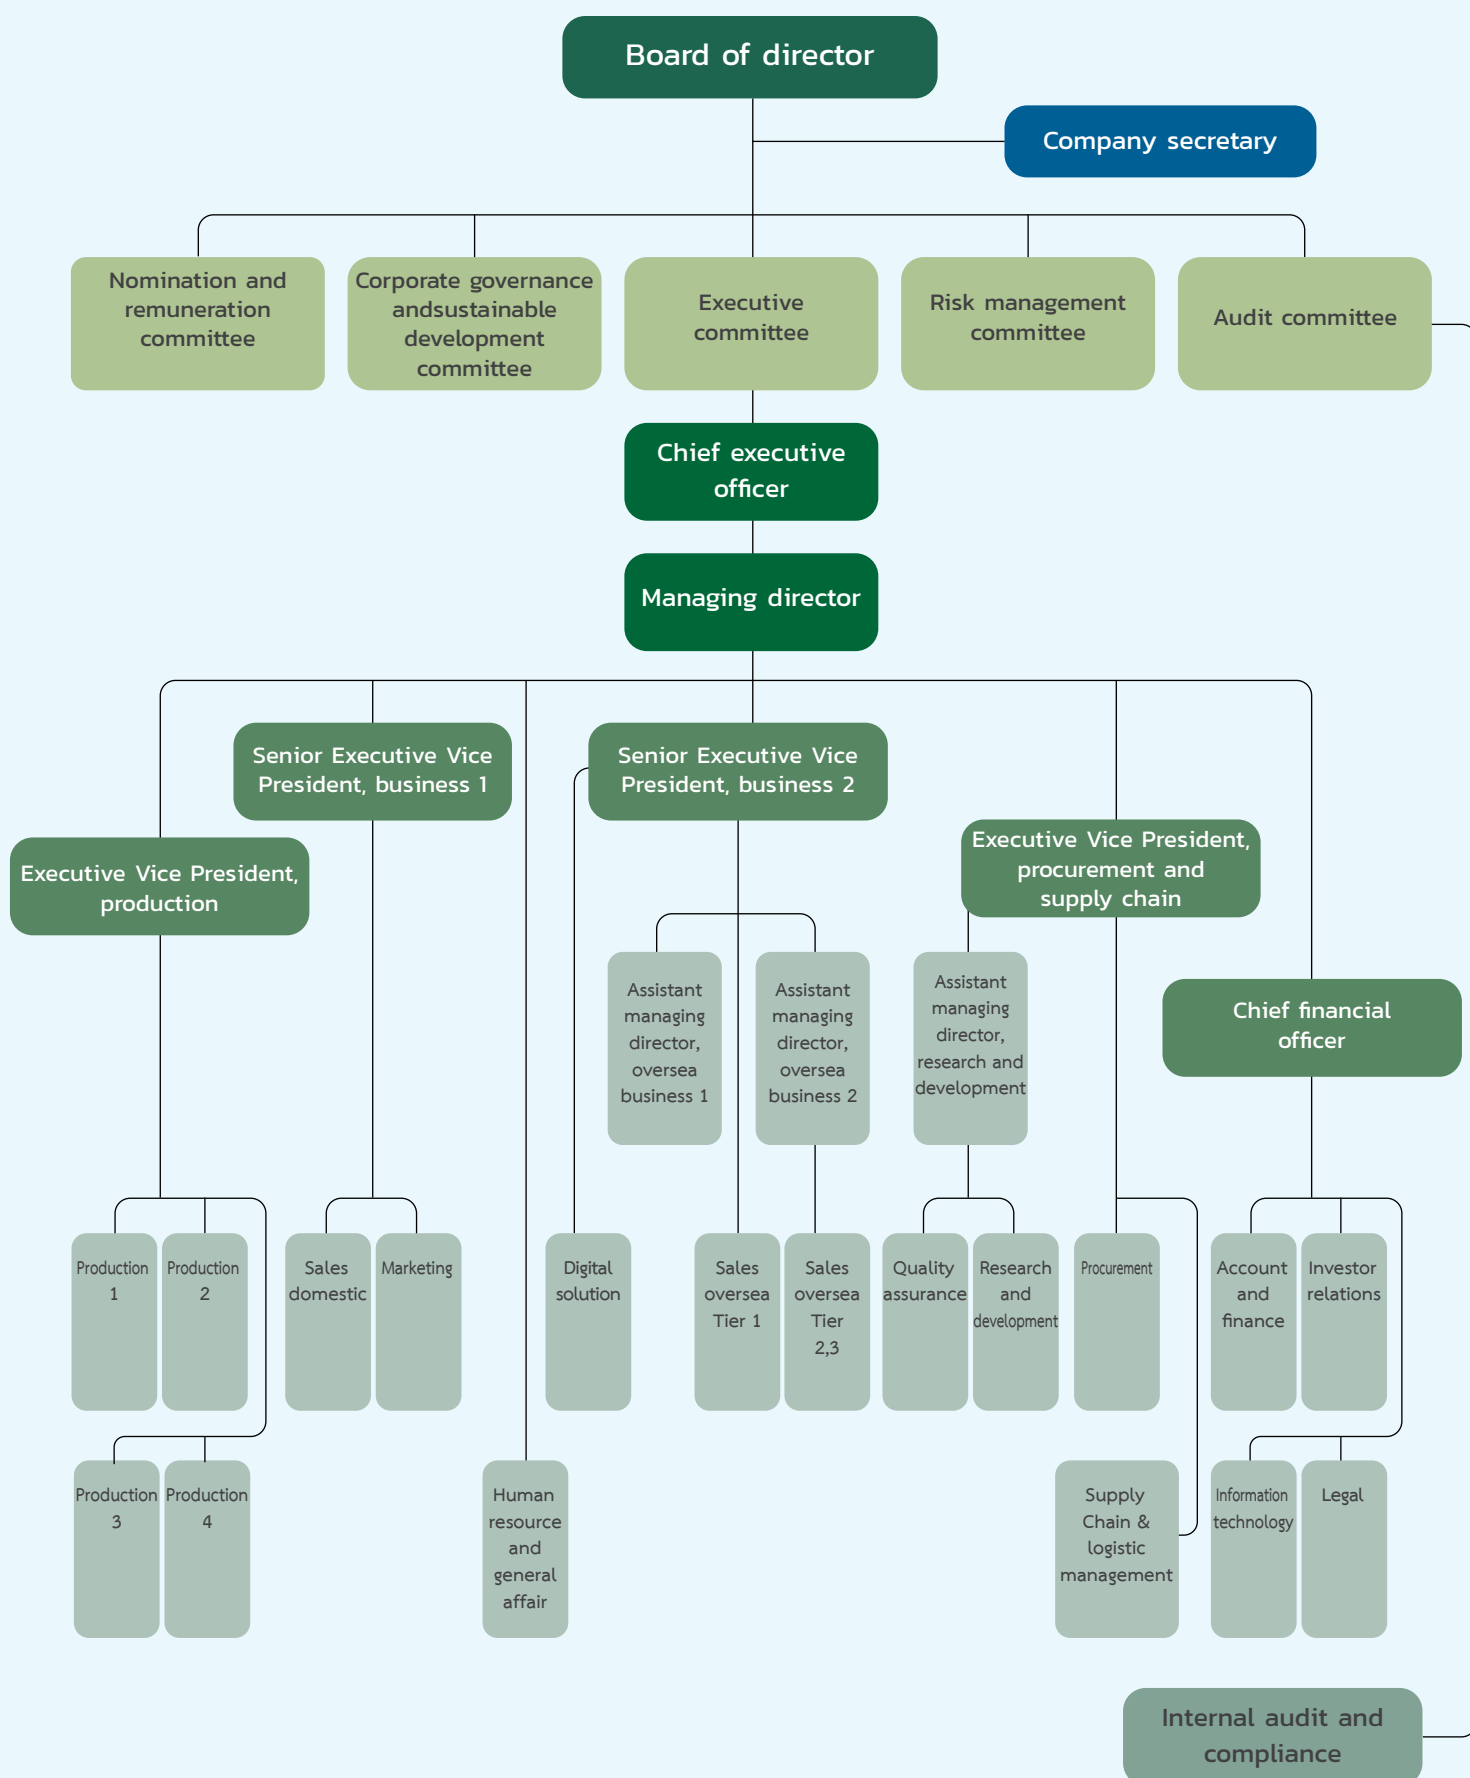 Board of director
Company secretary
Nomination and
remuneration
committee
Corporate governance
andsustainable
development
committee
Executive
committee
Risk management
committee
Audit committee
Chief executive
officer
Managing director
Senior Executive Vice
President, business 1
Senior Executive Vice
President, business 2
Executive Vice President,
procurement and
supply chain
Executive Vice President,
production
Assistant
managing
director,
oversea
business 1
Assistant
managing
director,
oversea
business 2
Assistant
managing
director,
research and
development
Chief financial
officer
Production
1
Production
2
Sales
domestic
Marketing
Digital
solution
Sales
oversea
Tier 1
Sales
oversea
Tier
2,3
Quality
assurance
Research
and
development
Procurement
Account
and
finance
Investor
relations
Production
3
Production
4
Human
resource
and
general
affair
Supply
Chain &
logistic
management
Information
technology
Legal
Internal audit and
compliance